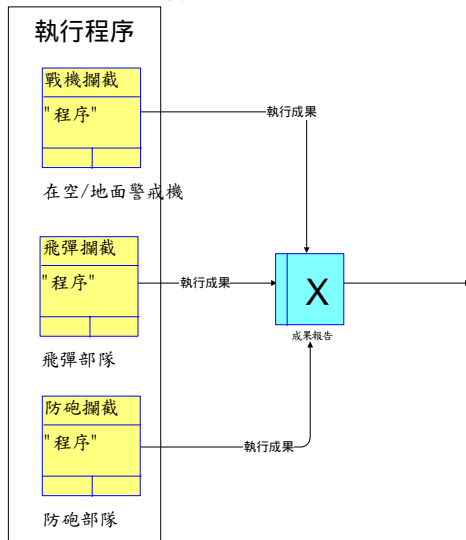 執行程序
戰機攔截
"程序"
執行成果
在空/地面警戒機
飛彈攔截
"程序"
執行成果
X
飛彈部隊
成果報告
防砲攔截
"程序"
執行成果
防砲部隊